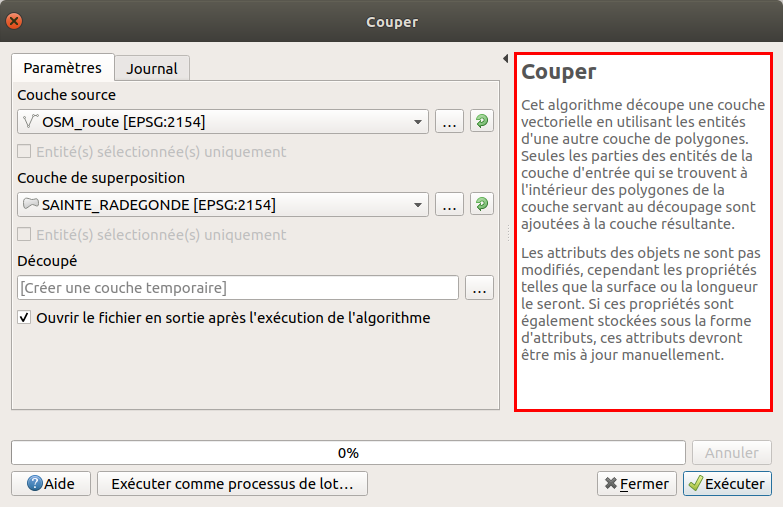 Couper
Paramètres
Journal
Couche source
OSM_route [EPSG:2154]
...
Entité(s) sélectionnée(s) uniquement
Couche de superposition
SAINTE_RADEGONDE [EPSG:2154]
...
Entité(s) sélectionnée(s) uniquement
Découpé
[Créer une couche temporaire]
...
Ouvrir le fichier en sortie après l'exécution de l'algorithme
Couper
Cet algorithme découpe une couche
vectorielle en utilisant les entités
d'une autre couche de polygones.
Seules les parties des entités de la
couche d'entrée qui se trouvent à
l'intérieur des polygones de la
couche servant au découpage sont
ajoutées à la couche résultante.
Les attributs des objets ne sont pas
modifiés, cependant les propriétés
telles que la surface ou la longueur
le seront. Si ces propriétés sont
également stockées sous la forme
d'attributs, ces attributs devront
être mis à jour manuellement.
0%
Annuler
Aide
Exécuter comme processus de lot...
Fermer
Exécuter